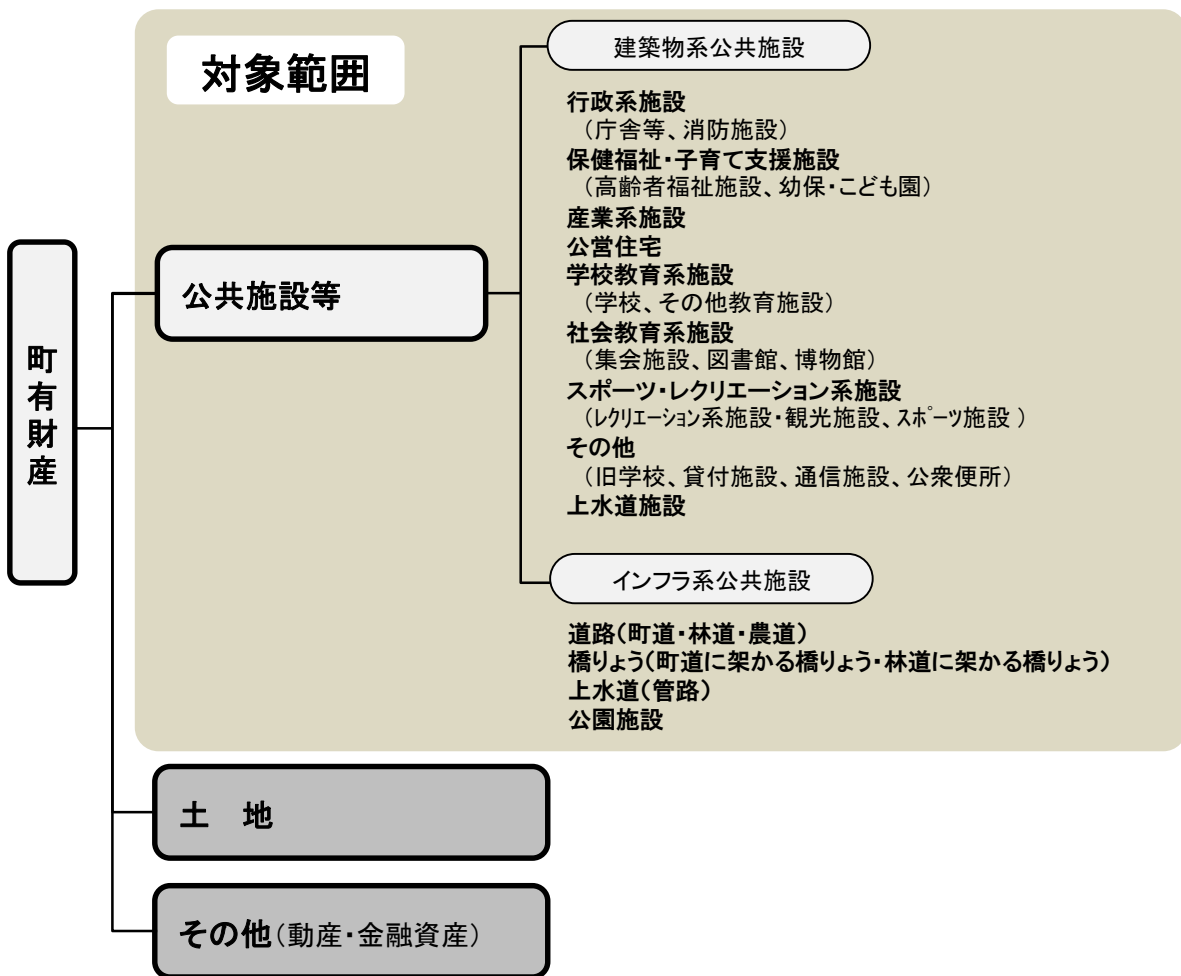 対象範囲
建築物系公共施設
行政系施設
（庁舎等、消防施設）
保健福祉・子育て支援施設
（高齢者福祉施設、幼保・こども園）
産業系施設
公営住宅
学校教育系施設
（学校、その他教育施設）
社会教育系施設
（集会施設、図書館、博物館）
スポーツ・レクリエーション系施設
（ﾚｸﾘｴｰｼｮﾝ系施設・観光施設、ｽﾎﾟｰﾂ施設 ）
その他
（旧学校、貸付施設、通信施設、公衆便所）
上水道施設
公共施設等
町有財産
インフラ系公共施設
道路（町道・林道・農道）
橋りょう（町道に架かる橋りょう・林道に架かる橋りょう）
上水道（管路）
公園施設
土　地
その他（動産・金融資産）